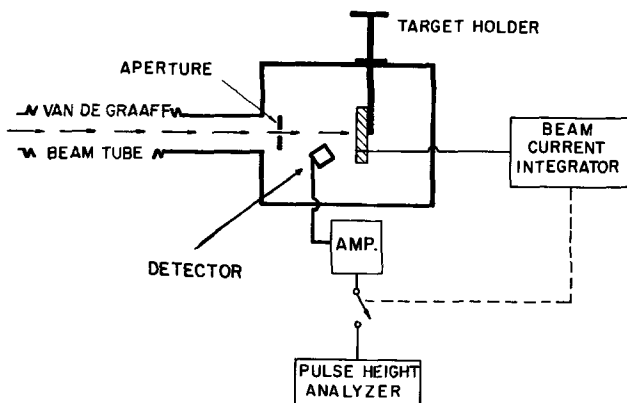 TARGET HOLDER
APERTURE
VAN DE GRAAFF
BEAM TUBE
BEAM
CURRENT
INTEGRATOR
DETECTOR
AMP.
PULSE HEIGHT
ANALYZER